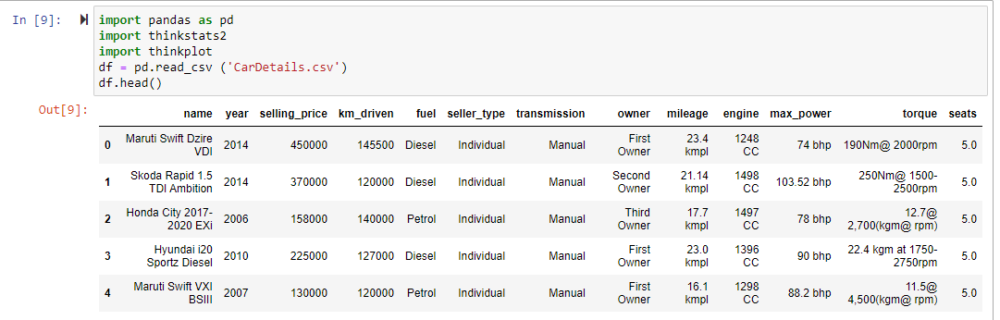 In [9]:
import pandas as pd
import thinkstats2
import thinkplot
df = pd.read_csv ('CarDetails.csv')
df.head()
Out[9]:
name year selling_price km_driven fuel seller_type transmission owner mileage engine max_power torque seats
0 Maruti Swift Dzire VDI 2014 450000 145500 Diesel Individual Manual First Owner 23.4 kmpl 1248 CC 74 bhp 190Nm@ 2000rpm 5.0
1 Skoda Rapid 1.5 TDI Ambition 2014 370000 120000 Diesel Individual Manual Second Owner 21.14 kmpl 1498 CC 103.52 bhp 250Nm@ 1500-2500rpm 5.0
2 Honda City 2017-2020 EXi 2006 158000 140000 Petrol Individual Manual Third Owner 17.7 kmpl 1497 CC 78 bhp 12.7@ 2,700(kgm@ rpm) 5.0
3 Hyundai i20 Sportz Diesel 2010 225000 127000 Diesel Individual Manual First Owner 23.0 kmpl 1396 CC 90 bhp 22.4 kgm at 1750-2750rpm 5.0
4 Maruti Swift VXI BSIII 2007 130000 120000 Petrol Individual Manual First Owner 16.1 kmpl 1298 CC 88.2 bhp 11.5@ 4,500(kgm@ rpm) 5.0